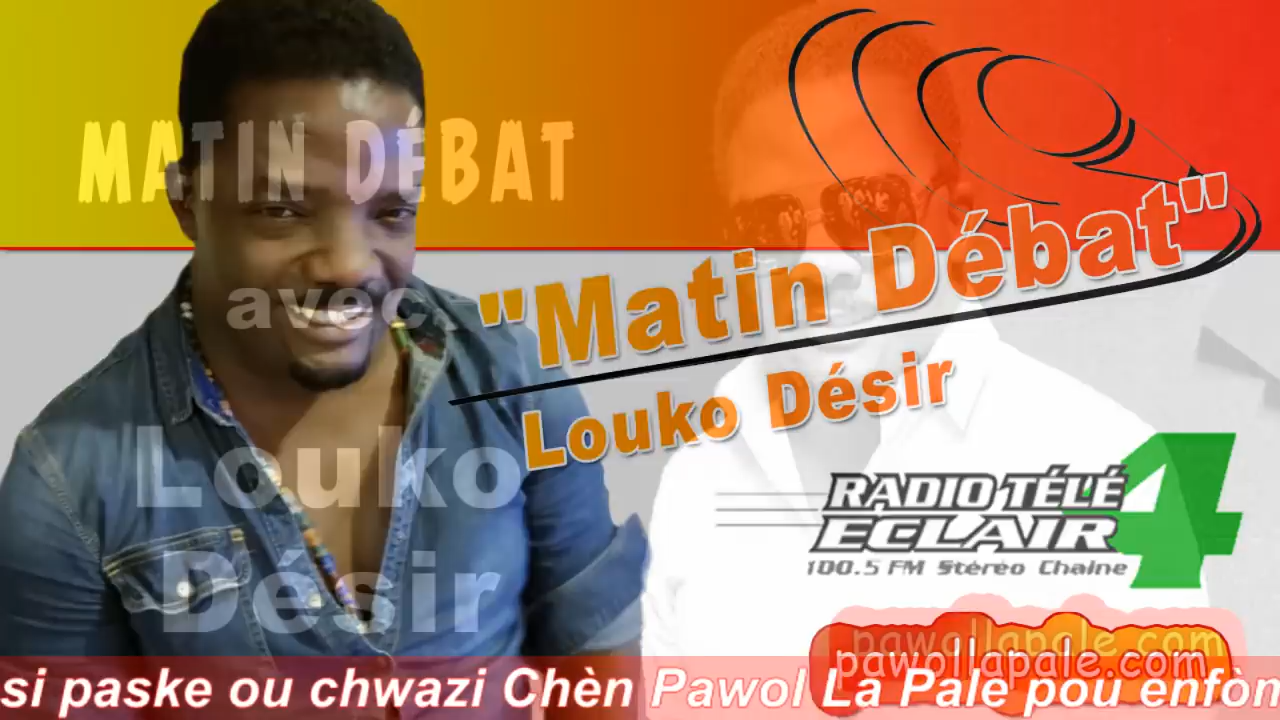 MATIN DÉBAT
avec
Louko
Désir
"Matin Débat"
Louko Désir
RADIO TÉLÉ
ECLAIR
4
100.5 FM Stéréo Chaine
pawollapale.com
pawollapale.com
si paske ou chwazi Chèn Pawol La Pale pou enfòm